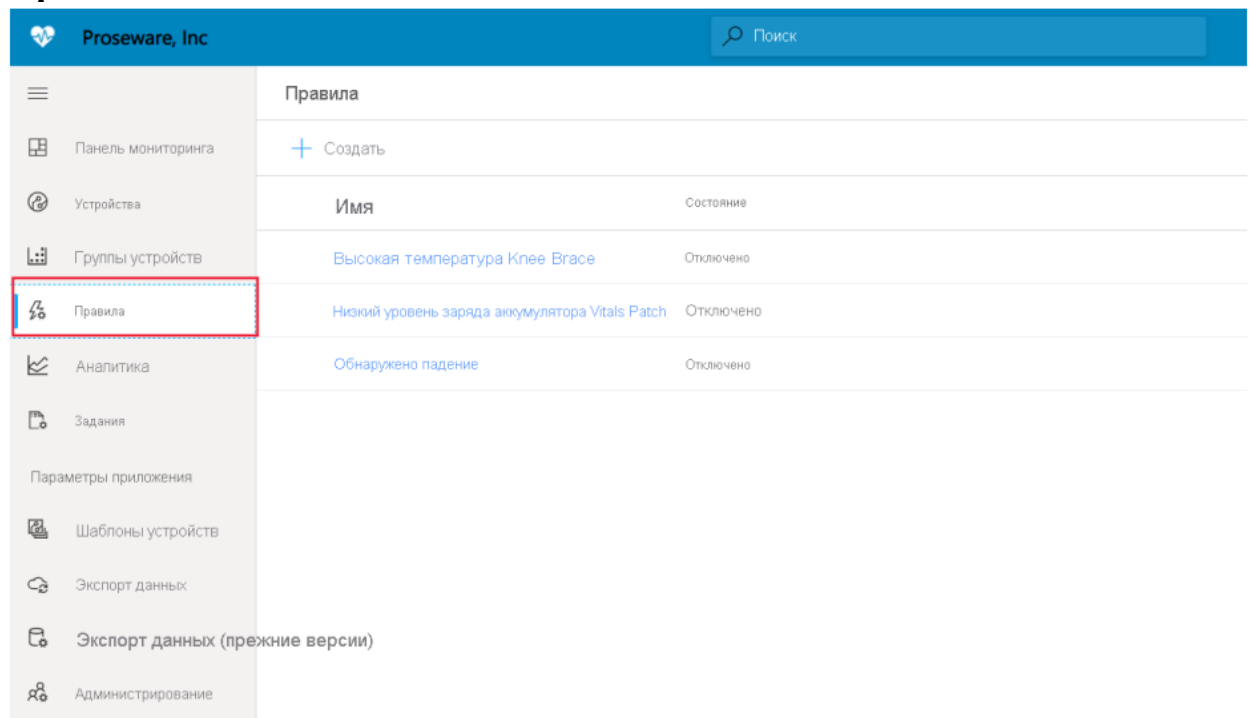 Proseware, Inc
Поиск
Правила
Панель мониторинга
Создать
Устройства
Имя
Состояние
Группы устройств
Высокая температура Knee Brace
Отключено
Правила
Низкий уровень заряда аккумулятора Vitals Patch
Отключено
Аналитика
Обнаружено падение
Отключено
Задания
Параметры приложения
Шаблоны устройств
Экспорт данных
Экспорт данных (прежние версии)
Администрирование